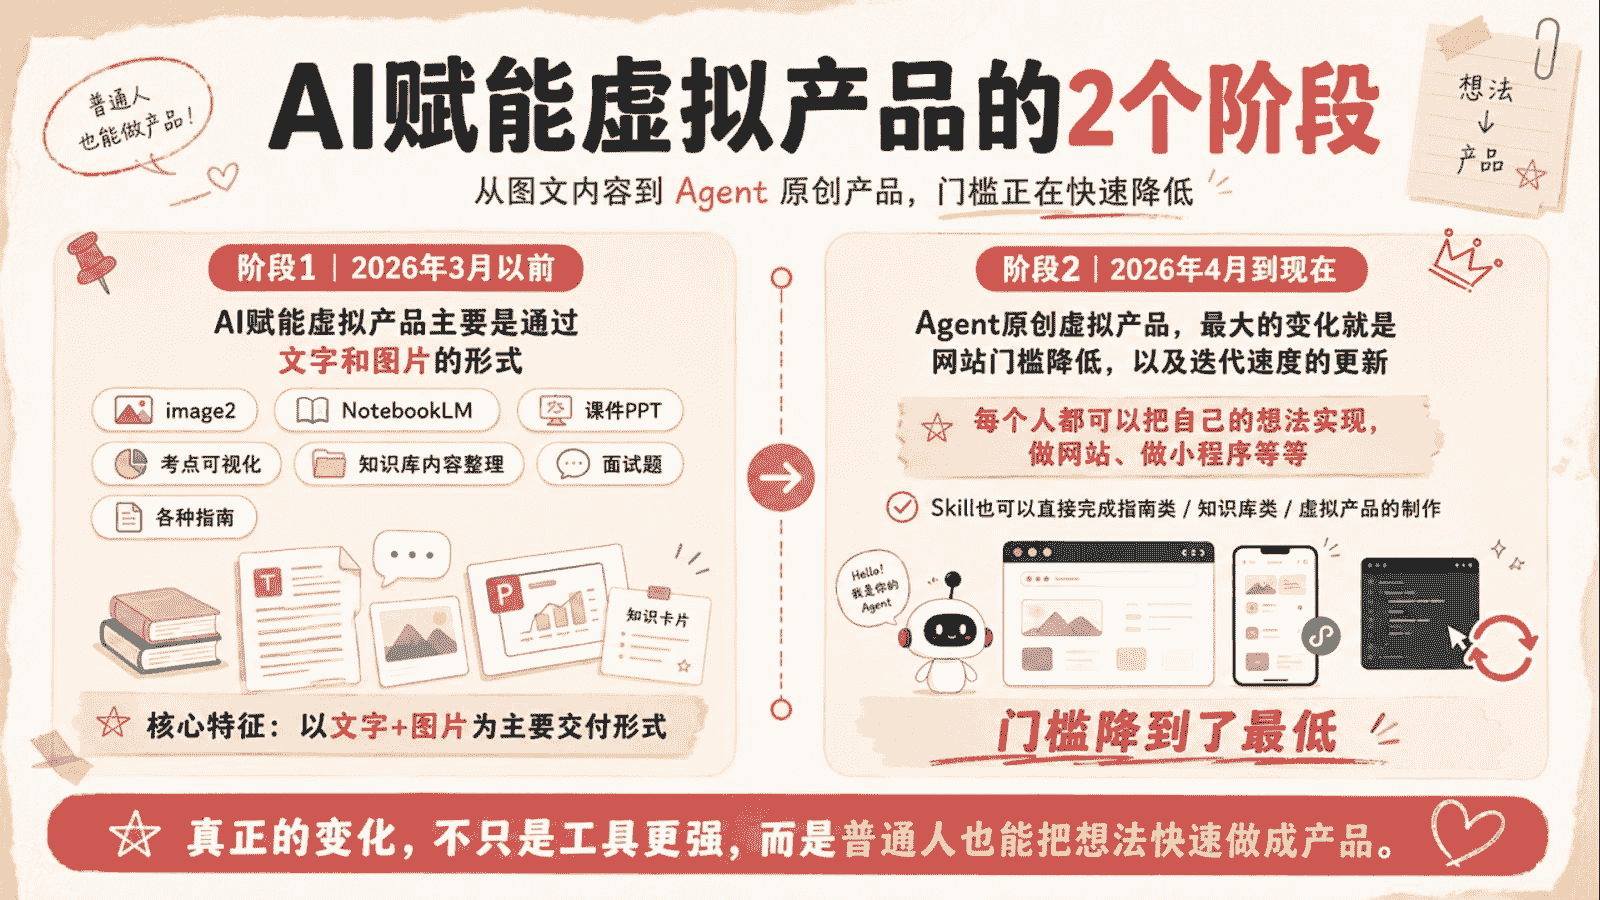 普通人
也能做产品！
AI赋能虚拟产品的2个阶段
从图文内容到 Agent 原创产品，门槛正在快速降低
想法
↓
产品
阶段1｜2026年3月以前
AI赋能虚拟产品主要是通过
文字和图片的形式
image2
NotebookLM
课件PPT
考点可视化
知识库内容整理
面试题
各种指南
T
P
知识卡片
核心特征：以文字+图片为主要交付形式
阶段2｜2026年4月到现在
Agent原创虚拟产品，最大的变化就是
网站门槛降低，以及迭代速度的更新
每个人都可以把自己的想法实现，
做网站、做小程序等等
Skill也可以直接完成指南类 / 知识库类 / 虚拟产品的制作
Hello!
我是你的
Agent
门槛降到了最低
真正的变化，不只是工具更强，而是普通人也能把想法快速做成产品。